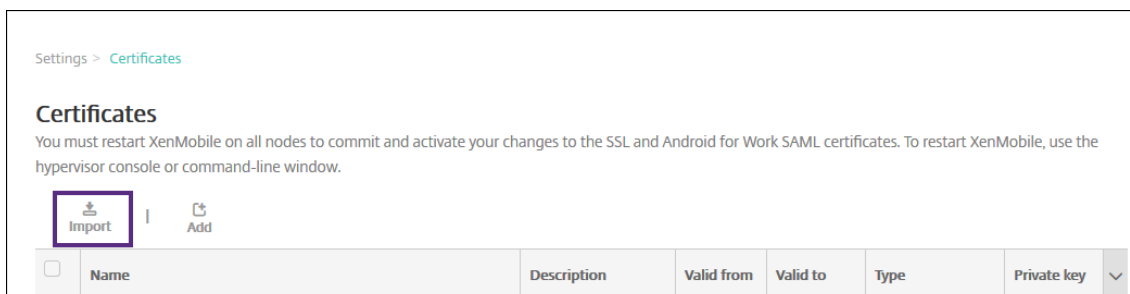 Settings > Certificates
Certificates
You must restart XenMobile on all nodes to commit and activate your changes to the SSL and Android for Work SAML certificates. To restart XenMobile, use the
hypervisor console or command-line window.
Import | Add
Name Description Valid from Valid to Type Private key